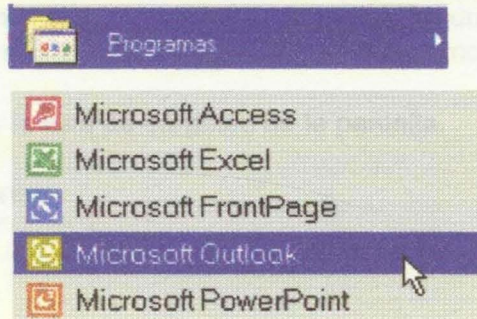 Programas
Microsoft Access
Microsoft Excel
Microsoft FrontPage
Microsoft Outlook
Microsoft PowerPoint